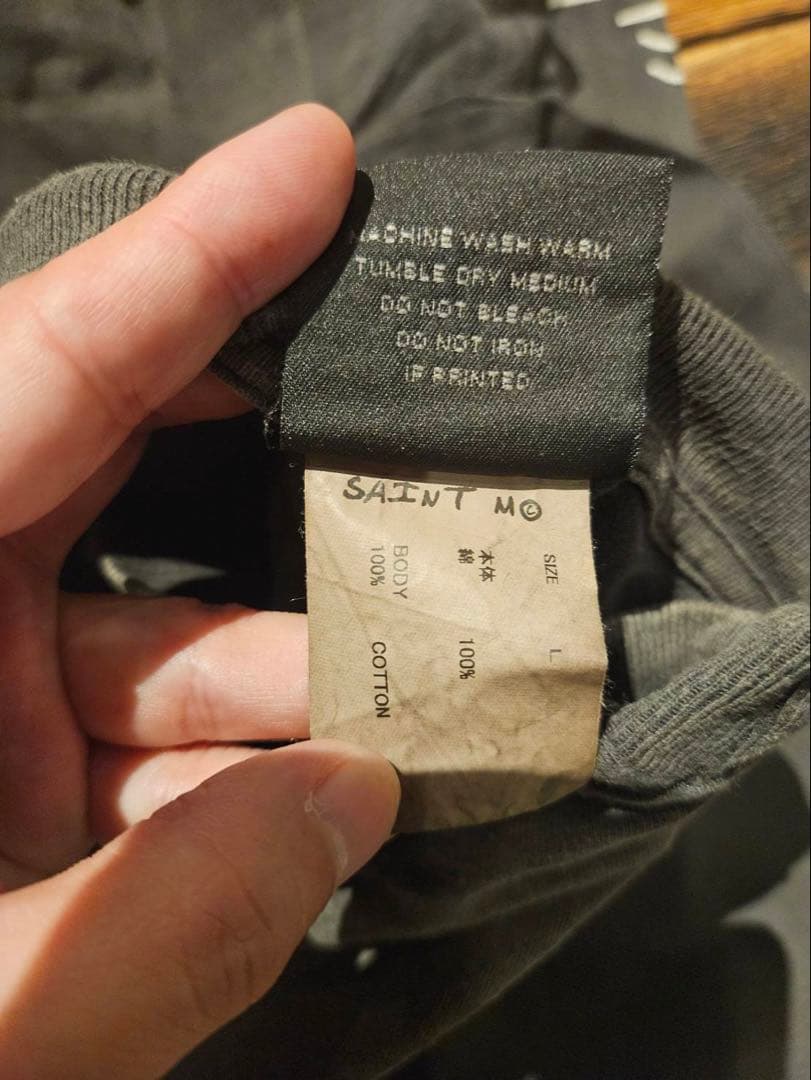 MACHINE WASH WARM
TUMBLE DRY MEDIUM
DO NOT BLEACH
DO NOT IRON
IF PRINTED
SAINT M©
SIZE L
本体
綿 100%
BODY
100% COTTON